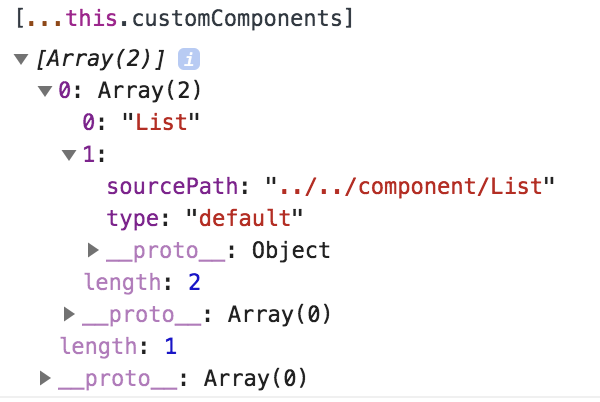 [...this.customComponents]
▼[Array(2)] i
▼0: Array(2)
0: "List"
▼1:
sourcePath: "../../component/List"
type: "default"
▶__proto__: Object
length: 2
▶__proto__: Array(0)
length: 1
▶__proto__: Array(0)